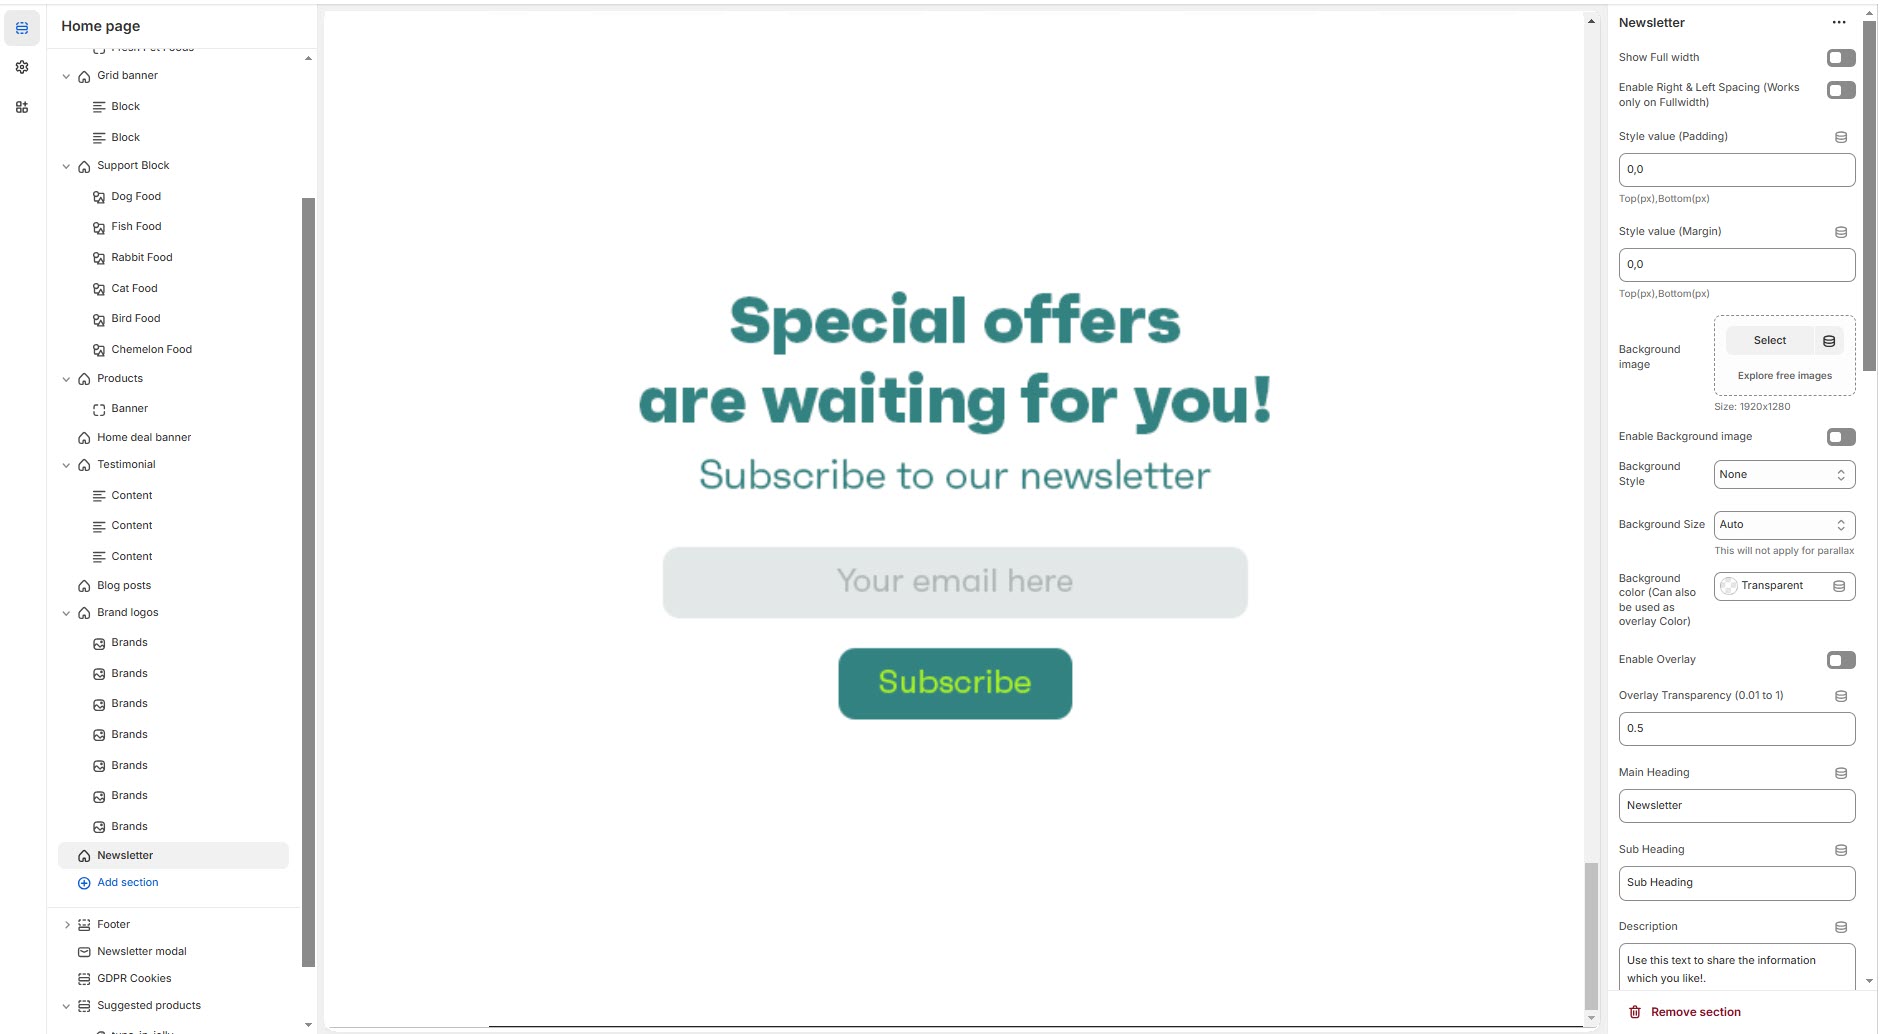 Home page
Fresh Pet Foods
Grid banner
Block
Block
Support Block
Dog Food
Fish Food
Rabbit Food
Cat Food
Bird Food
Chemelon Food
Products
Banner
Home deal banner
Testimonial
Content
Content
Content
Blog posts
Brand logos
Brands
Brands
Brands
Brands
Brands
Brands
Brands
Newsletter
Add section
Footer
Newsletter modal
GDPR Cookies
Suggested products
Special offers
are waiting for you!
Subscribe to our newsletter
Your email here
Subscribe
Newsletter
Show Full width
Enable Right & Left Spacing (Works
only on Fullwidth)
Style value (Padding)
0,0
Top(px),Bottom(px)
Style value (Margin)
0,0
Top(px),Bottom(px)
Background
image
Select
Explore free images
Size: 1920x1280
Enable Background image
Background
Style
None
Background Size
Auto
This will not apply for parallax
Background
color (Can also
be used as
overlay Color)
Transparent
Enable Overlay
Overlay Transparency (0.01 to 1)
0.5
Main Heading
Newsletter
Sub Heading
Sub Heading
Description
Use this text to share the information
which you like!.
Remove section